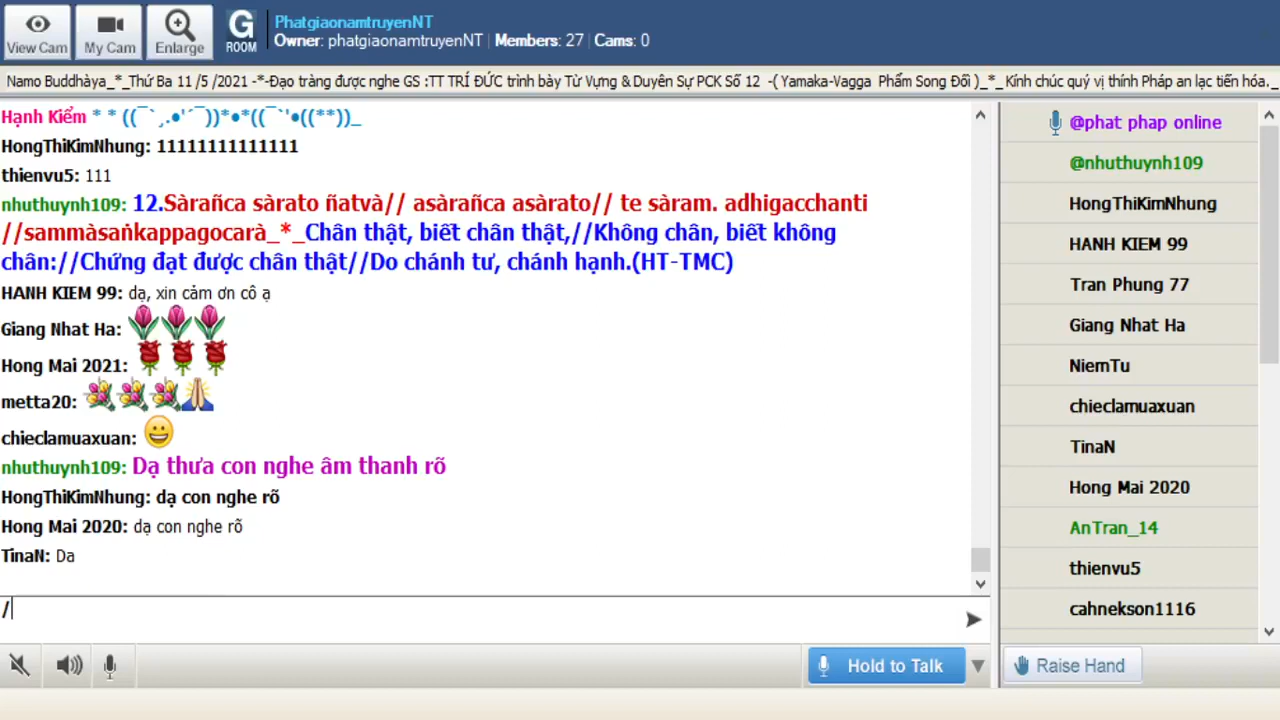 View Cam
My Cam
Enlarge
G
ROOM
PhatgiaonamtruyenNT
Owner: phatgiaonamtruyenNT | Members: 27 | Cams: 0
Namo Buddhàya_*_Thứ Ba 11 /5 /2021 -*-Đạo tràng được nghe GS :TT TRÍ ĐỨC trình bày Từ Vựng & Duyên Sự PCK Số 12 -( Yamaka-Vagga Phẩm Song Đối )_*_Kính chúc quý vị thính Pháp an lạc tiến hóa._
Hạnh Kiểm * * ((¯`¸.•'´¯))*•*((¯`'•((**))_
HongThiKimNhung: 11111111111111
thienvu5: 111
nhuthuynh109: 12.Sàrañca sàrato ñatvà// asàrañca asàrato// te sàram. adhigacchanti
//sammàsaṅkappagocarà_*_Chân thật, biết chân thật,//Không chân, biết không
chân://Chứng đạt được chân thật//Do chánh tư, chánh hạnh.(HT-TMC)
HANH KIEM 99: dạ, xin cảm ơn cô ạ
Giang Nhat Ha:
Hong Mai 2021:
metta20:
chieclamuaxuan:
nhuthuynh109: Dạ thưa con nghe âm thanh rõ
HongThiKimNhung: dạ con nghe rõ
Hong Mai 2020: dạ con nghe rõ
TinaN: Da
/
Hold to Talk
@phat phap online
@nhuthuynh109
HongThiKimNhung
HANH KIEM 99
Tran Phung 77
Giang Nhat Ha
NiemTu
chieclamuaxuan
TinaN
Hong Mai 2020
AnTran_14
thienvu5
cahnekson1116
Raise Hand